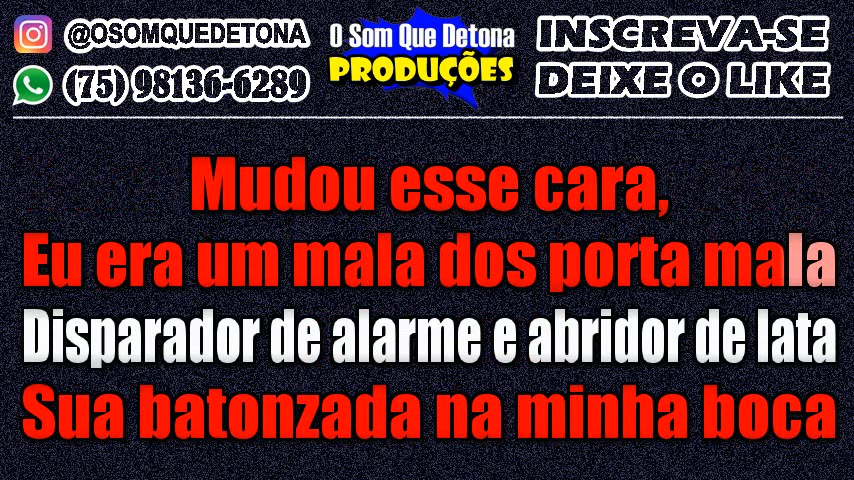 @OSOMQUEDETONA
(75) 98136-6289
O Som Que Detona
PRODUÇÕES
INSCREVA-SE
DEIXE O LIKE
Mudou esse cara,
Eu era um mala dos porta mala
Disparador de alarme e abridor de lata
Sua batonzada na minha boca